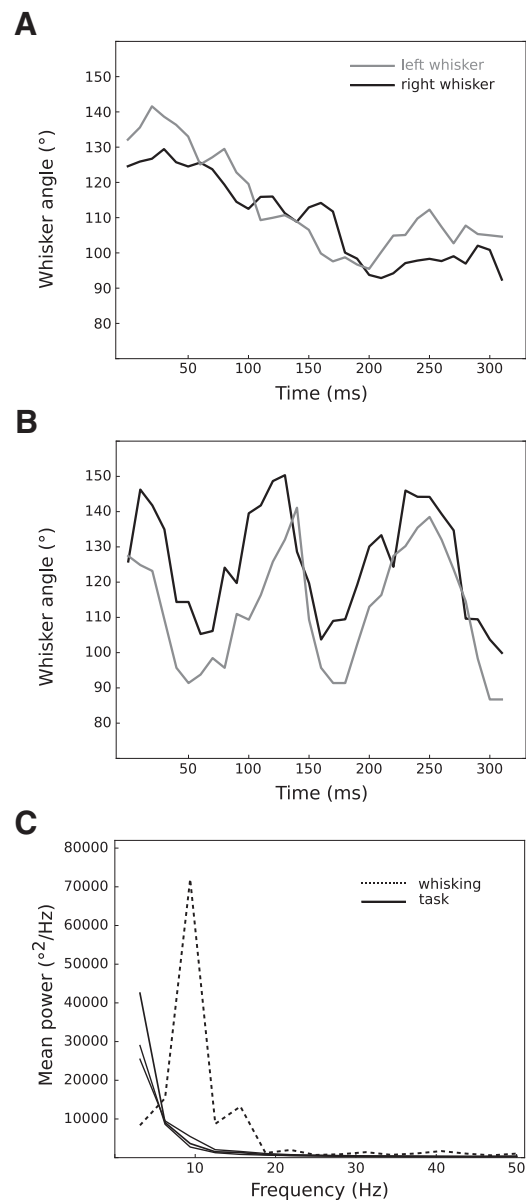 A
150
140
130
120
110
100
90
80
Whisker angle (°)
left whisker
right whisker
50 100 150 200 250 300
Time (ms)
B
150
140
130
120
110
100
90
80
Whisker angle (°)
50 100 150 200 250 300
Time (ms)
C
80000
70000
60000
50000
40000
30000
20000
10000
Mean power (°2/Hz)
whisking
task
10 20 30 40 50
Frequency (Hz)